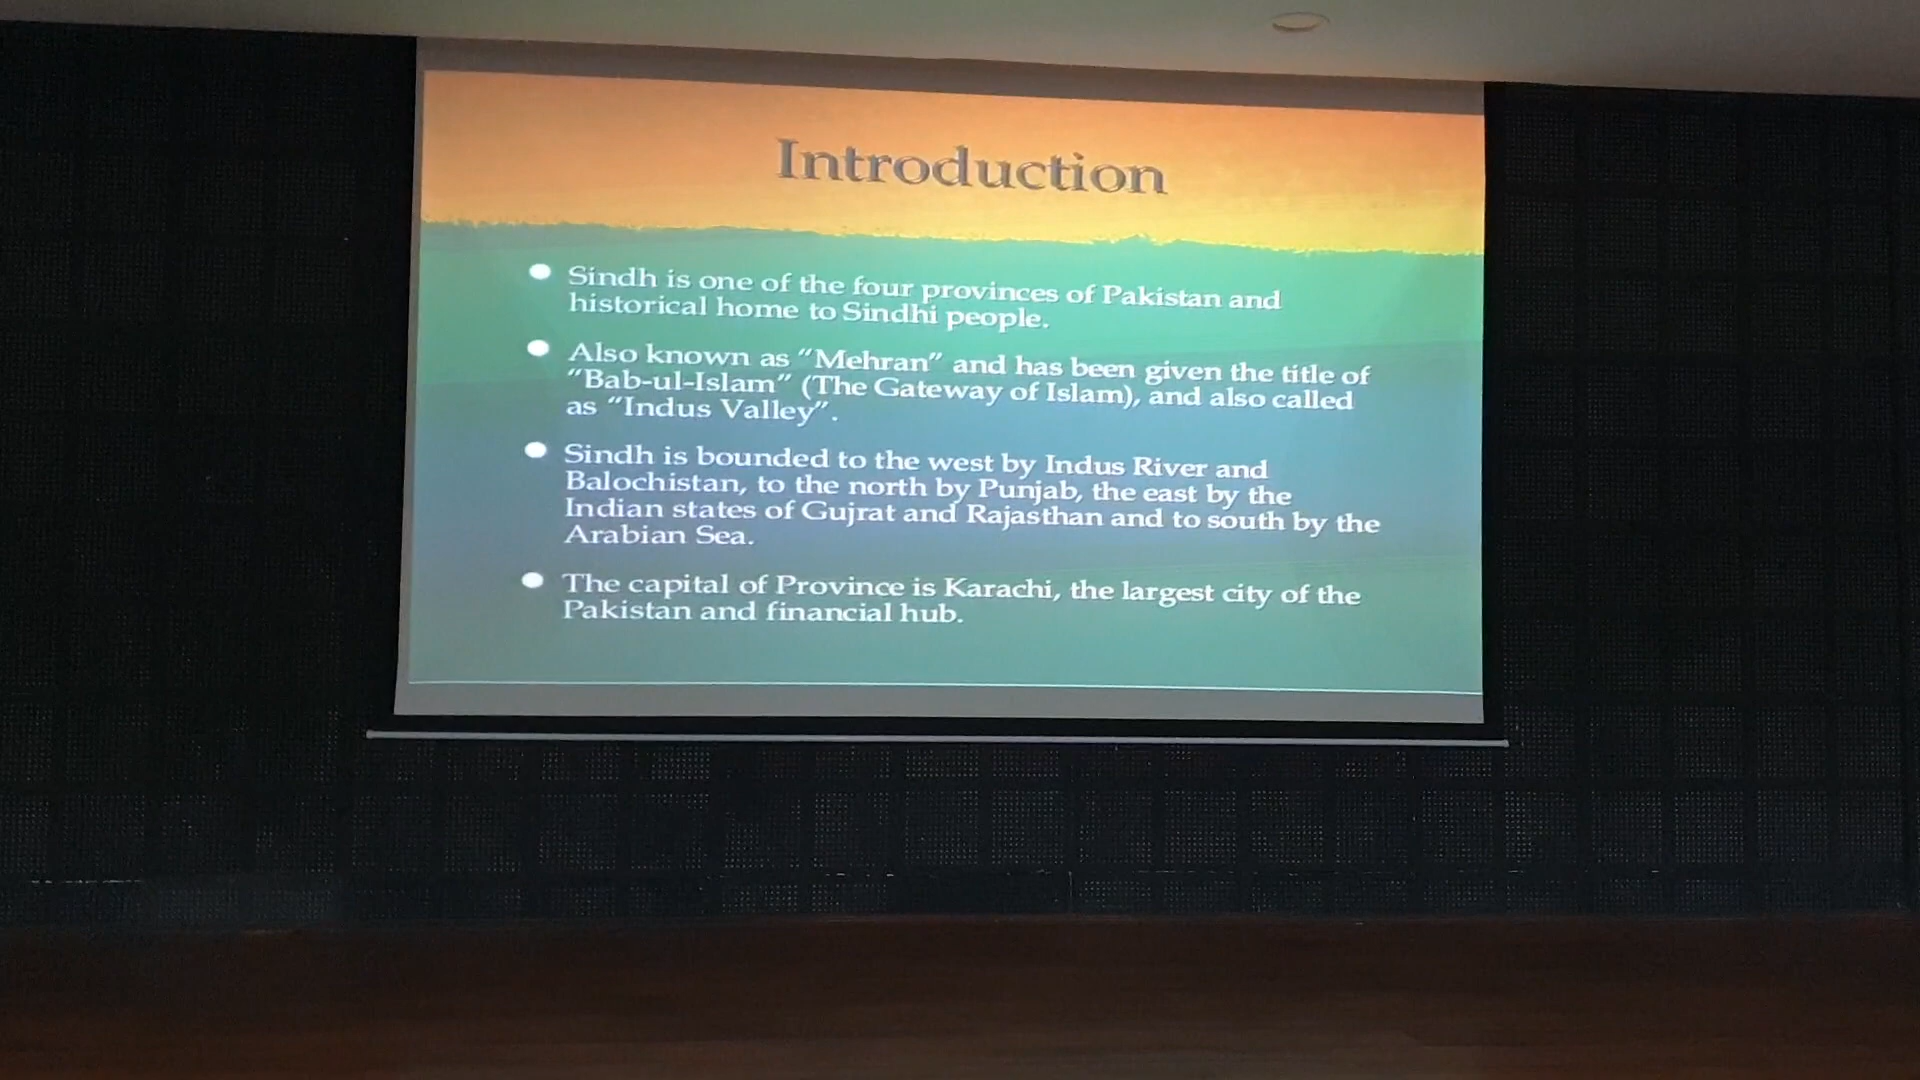 Introduction
Sindh is one of the four provinces of Pakistan and
historical home to Sindhi people.
Also known as “Mehran” and has been given the title of
“Bab-ul-Islam” (The Gateway of Islam), and also called
as “Indus Valley”.
Sindh is bounded to the west by Indus River and
Balochistan, to the north by Punjab, the east by the
Indian states of Gujrat and Rajasthan and to south by the
Arabian Sea.
The capital of Province is Karachi, the largest city of the
Pakistan and financial hub.